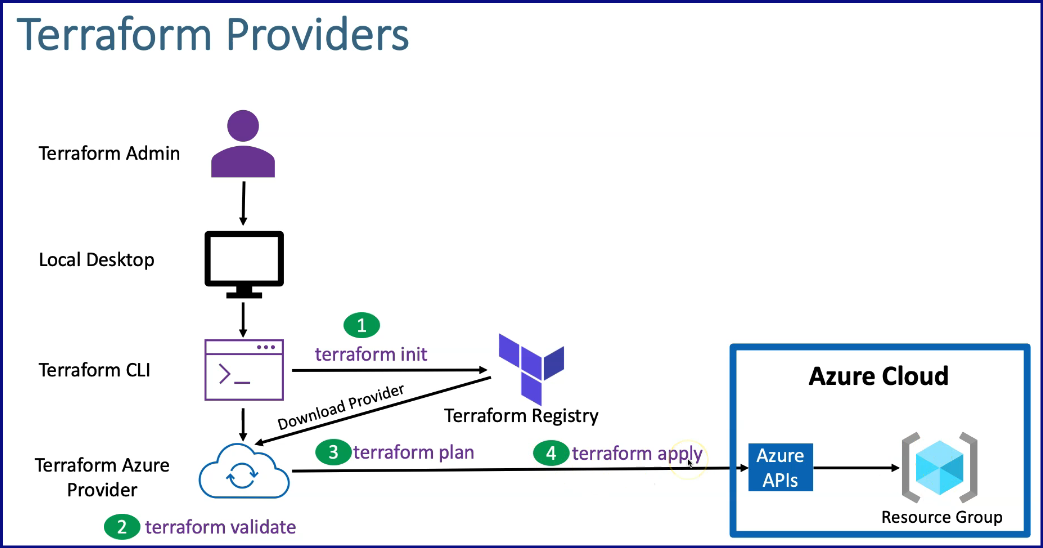 Terraform Providers
Terraform Admin
Local Desktop
1
terraform init
Terraform CLI
Download Provider
Terraform Registry
Azure Cloud
3 terraform plan
4 terraform apply
Terraform Azure
Provider
Azure
APIs
Resource Group
2 terraform validate